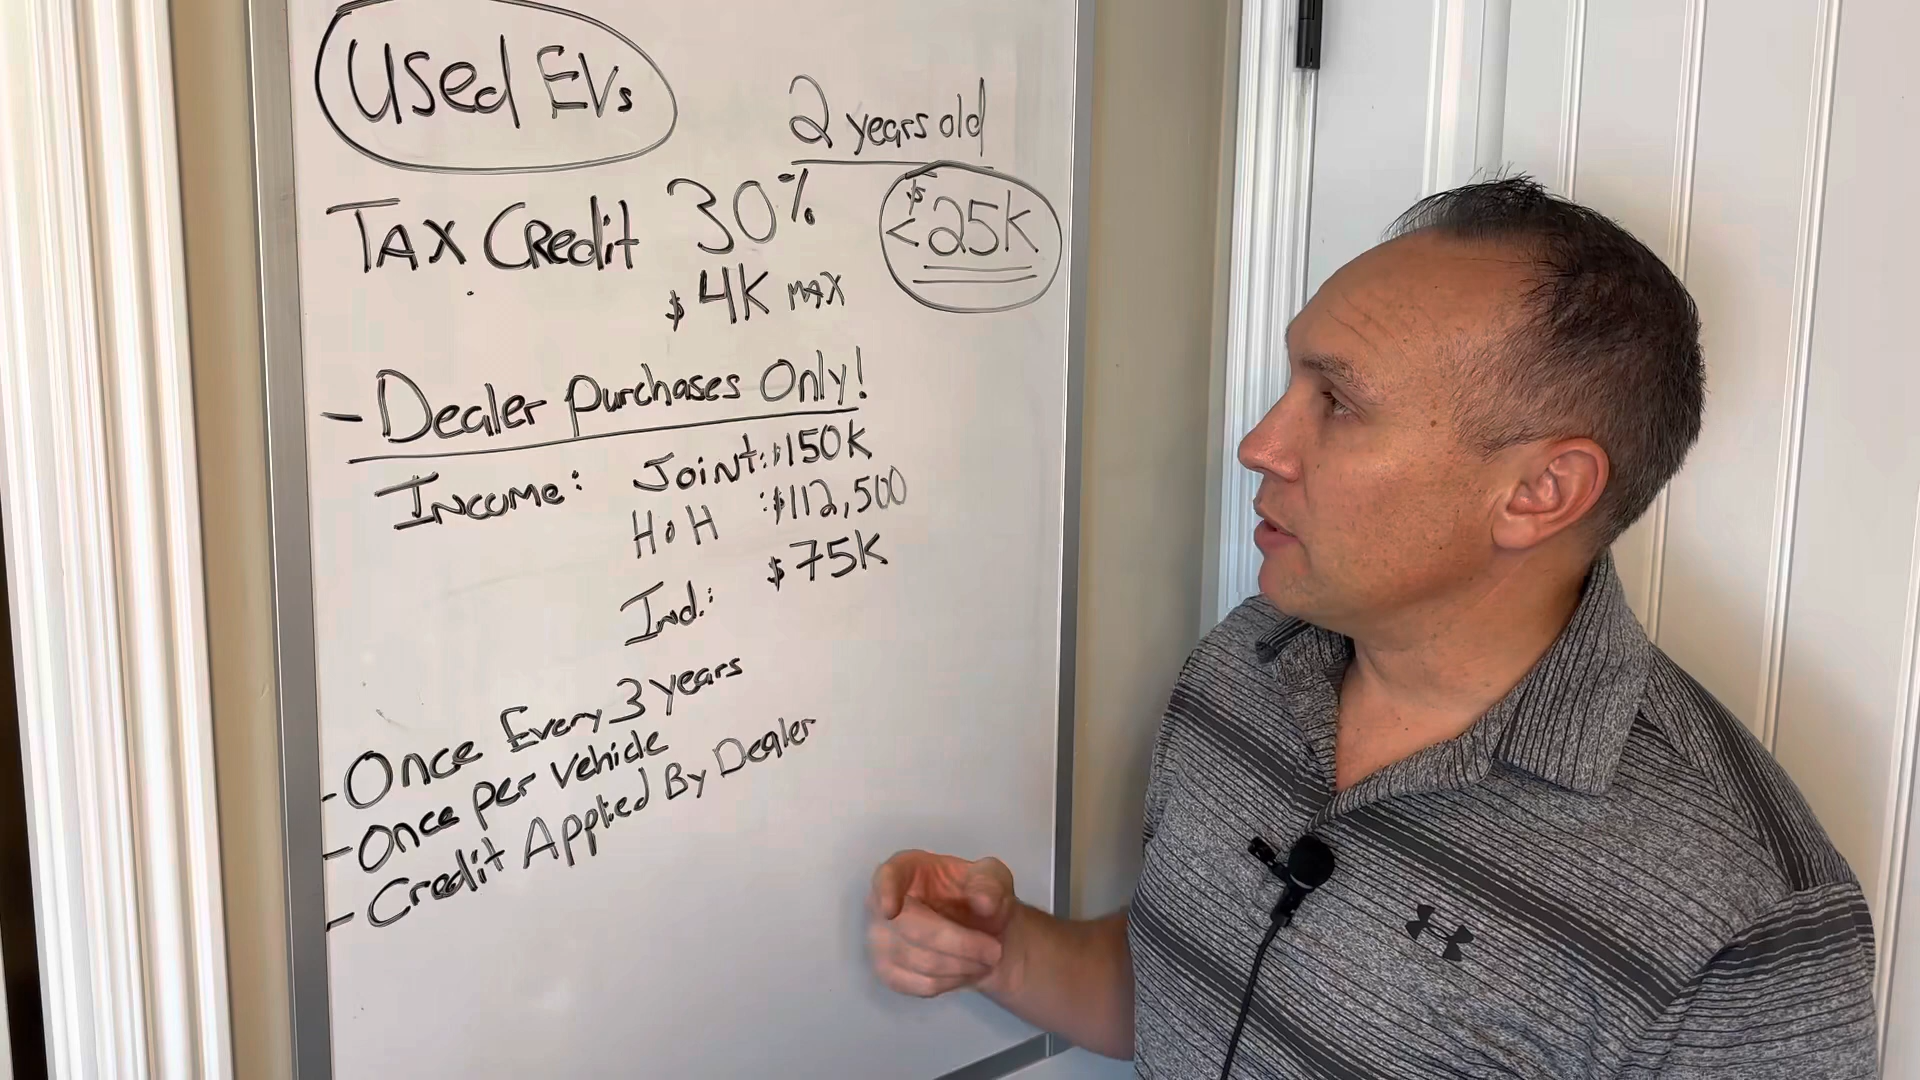 Used EVs
2 years old
TAX Credit 30%
$4K MAX
<$25K
- Dealer Purchases Only!
Income: Joint: $150K
HoH : $112,500
Ind.: $75K
- Once Every 3 years
- Once per vehicle
- Credit Applied By Dealer